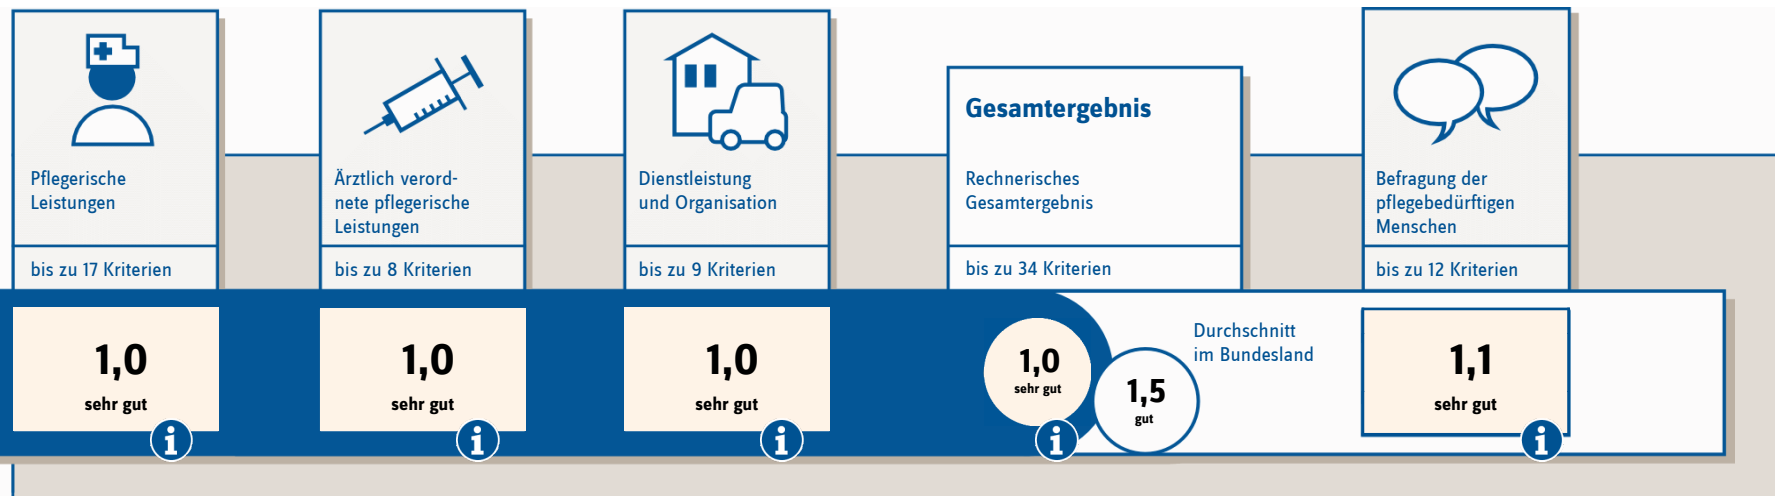 Pflegerische
Leistungen
bis zu 17 Kriterien
1,0
sehr gut
i
Ärztlich verord-
nete pflegerische
Leistungen
bis zu 8 Kriterien
1,0
sehr gut
i
Dienstleistung
und Organisation
bis zu 9 Kriterien
1,0
sehr gut
i
Gesamtergebnis
Rechnerisches
Gesamtergebnis
bis zu 34 Kriterien
1,0
sehr gut
i
1,5
gut
Durchschnitt
im Bundesland
Befragung der
pflegebedürftigen
Menschen
bis zu 12 Kriterien
1,1
sehr gut
i